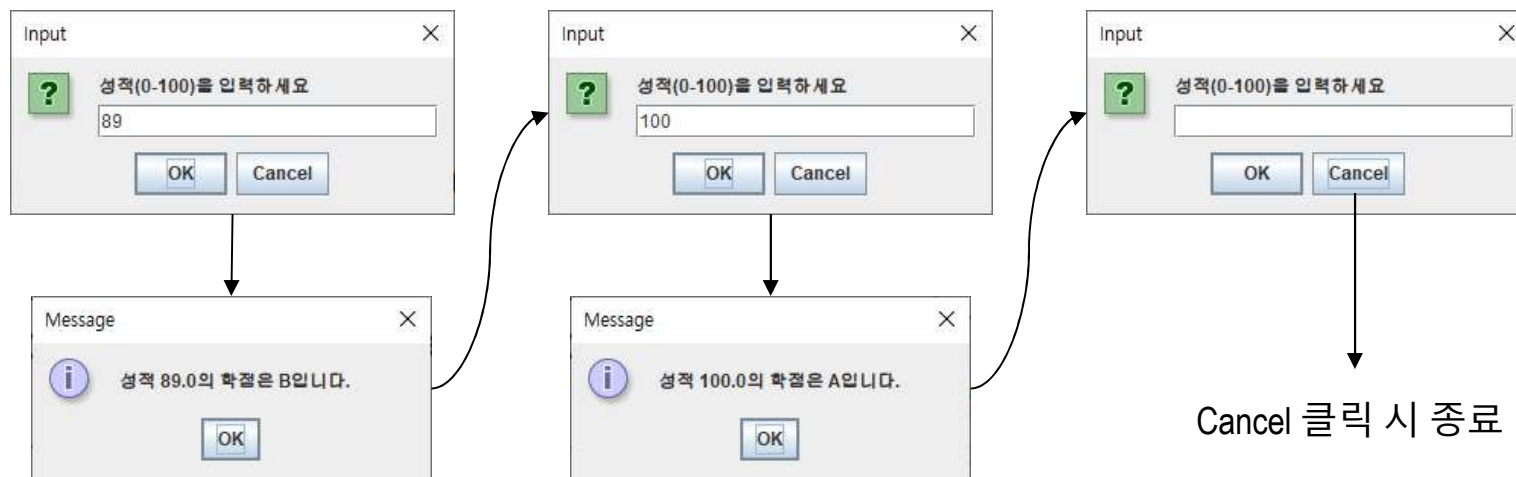 Input
성적(0-100)을 입력하세요
89
OK Cancel
Message
성적 89.0의 학점은 B입니다.
OK
Input
성적(0-100)을 입력하세요
100
OK Cancel
Message
성적 100.0의 학점은 A입니다.
OK
Input
성적(0-100)을 입력하세요
OK Cancel
Cancel 클릭 시 종료